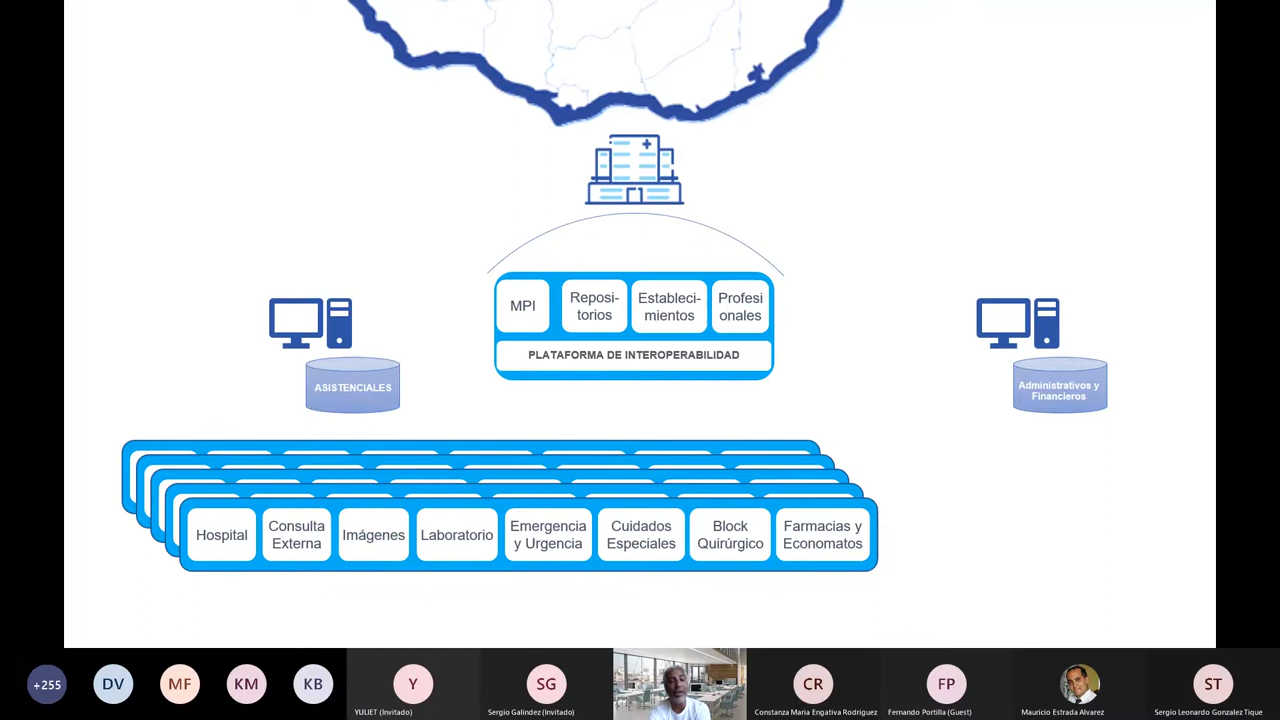 MPI
Reposi-
torios
Estableci-
mientos
Profesi
onales
PLATAFORMA DE INTEROPERABILIDAD
ASISTENCIALES
Administrativos y
Financieros
Hospital
Consulta
Externa
Imágenes
Laboratorio
Emergencia
y Urgencia
Cuidados
Especiales
Block
Quirúrgico
Farmacias y
Economatos
+255
DV
MF
KM
KB
Y
YULIET (Invitado)
SG
Sergio Galindez (Invitado)
CR
Constanza Maria Engativa Rodriguez
FP
Fernando Portilla (Guest)
Mauricio Estrada Alvarez
ST
Sergio Leonardo Gonzalez Tique